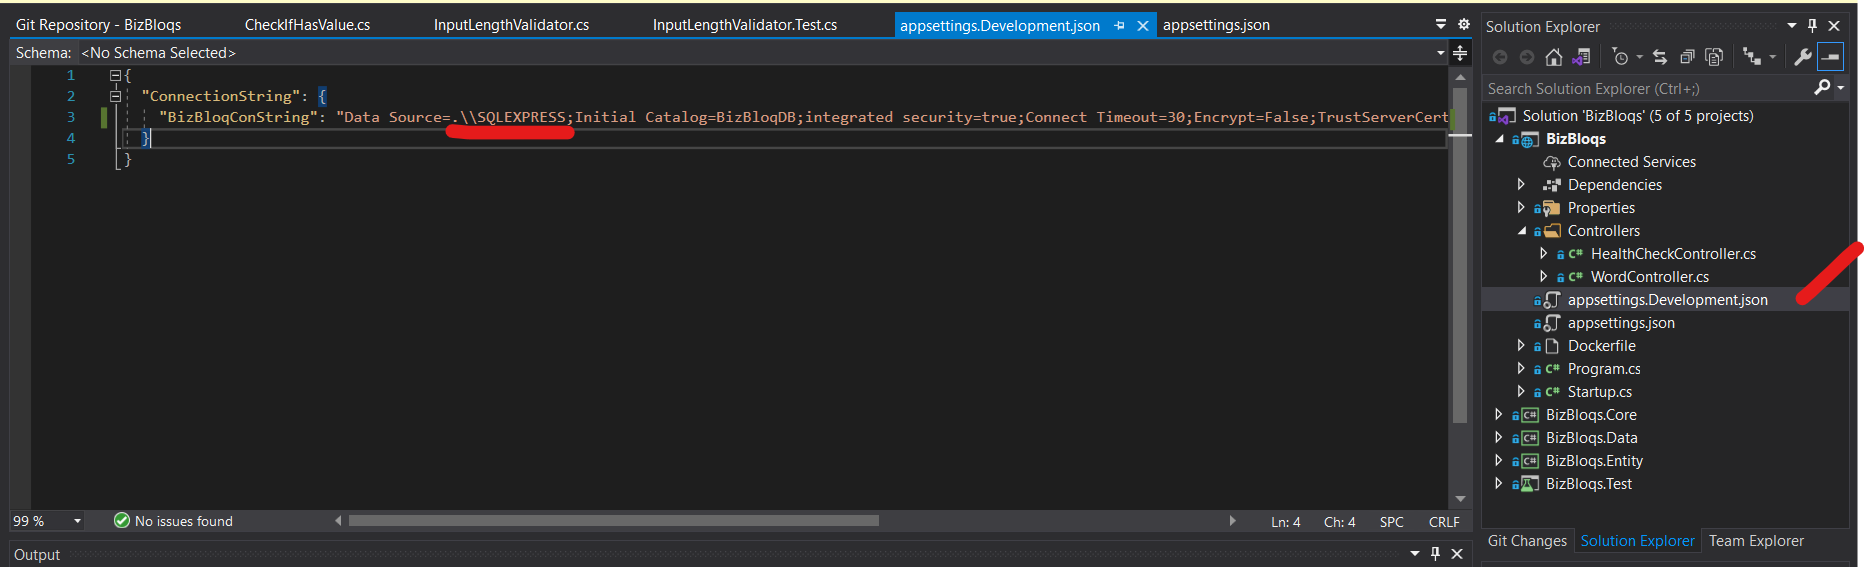 Git Repository - BizBloqs CheckIfHasValue.cs InputLengthValidator.cs InputLengthValidator.Test.cs appsettings.Development.json appsettings.json
Schema: <No Schema Selected>
1 {
2 "ConnectionString": {
3 "BizBloqConString": "Data Source=.\\SQLEXPRESS;Initial Catalog=BizBloqDB;integrated security=true;Connect Timeout=30;Encrypt=False;TrustServerCert
4 }
5 }
99 % No issues found Ln: 4 Ch: 4 SPC CRLF
Output
Solution Explorer
Search Solution Explorer (Ctrl+;)
Solution 'BizBloqs' (5 of 5 projects)
BizBloqs
Connected Services
Dependencies
Properties
Controllers
C# HealthCheckController.cs
C# WordController.cs
appsettings.Development.json
appsettings.json
Dockerfile
C# Program.cs
C# Startup.cs
C# BizBloqs.Core
C# BizBloqs.Data
C# BizBloqs.Entity
BizBloqs.Test
Git Changes Solution Explorer Team Explorer